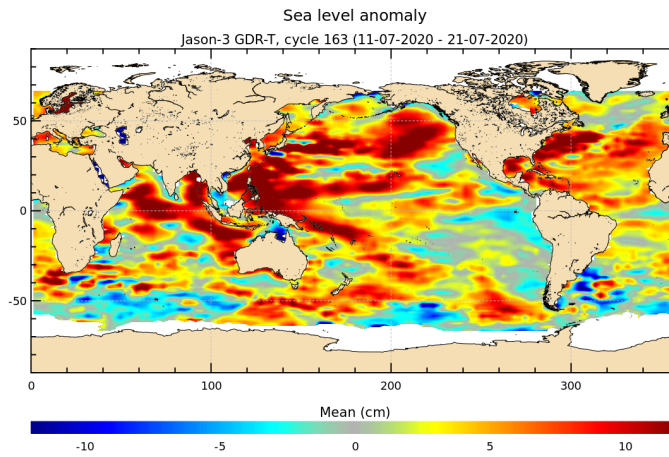 Sea level anomaly
Jason-3 GDR-T, cycle 163 (11-07-2020 - 21-07-2020)
50
0
-50
0 100 200 300
Mean (cm)
-10 -5 0 5 10